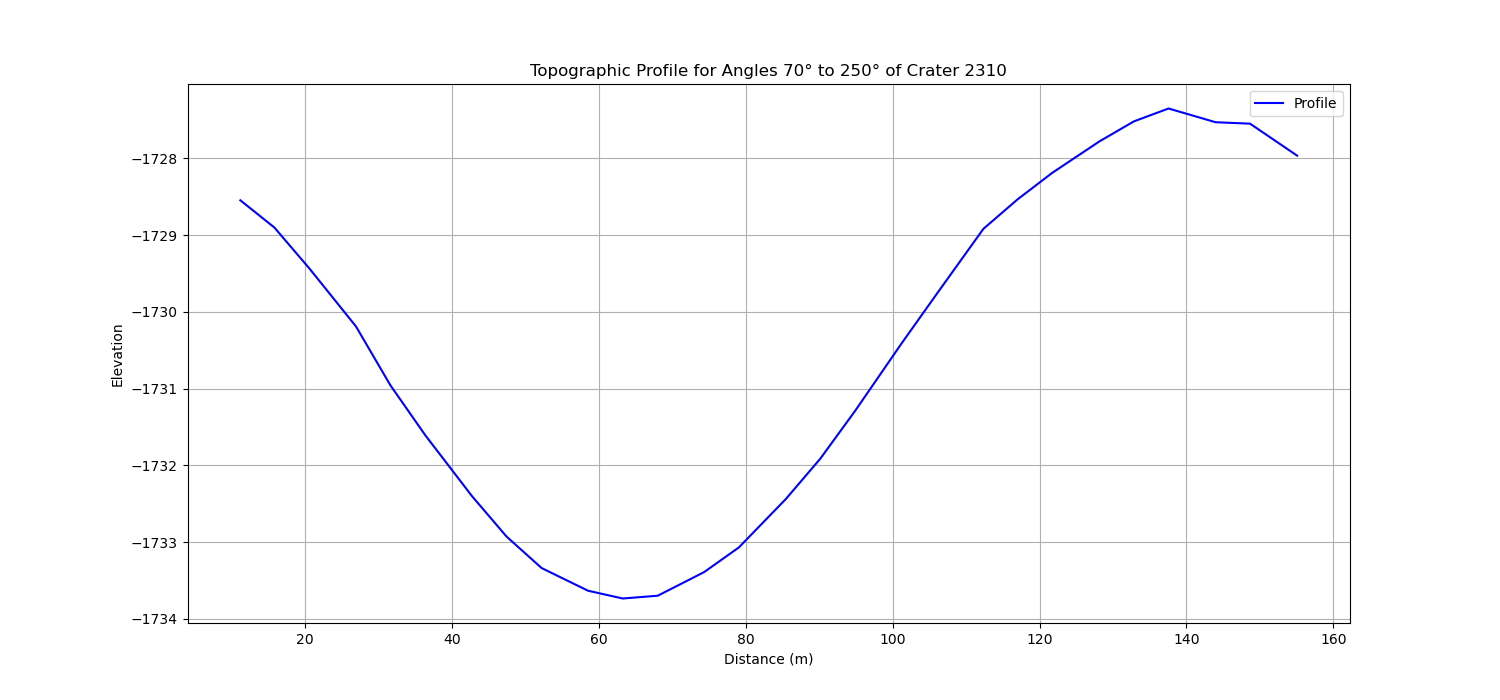 Topographic Profile for Angles 70° to 250° of Crater 2310
Profile
−1728
−1729
−1730
−1731
−1732
−1733
−1734
Elevation
20 40 60 80 100 120 140 160
Distance (m)